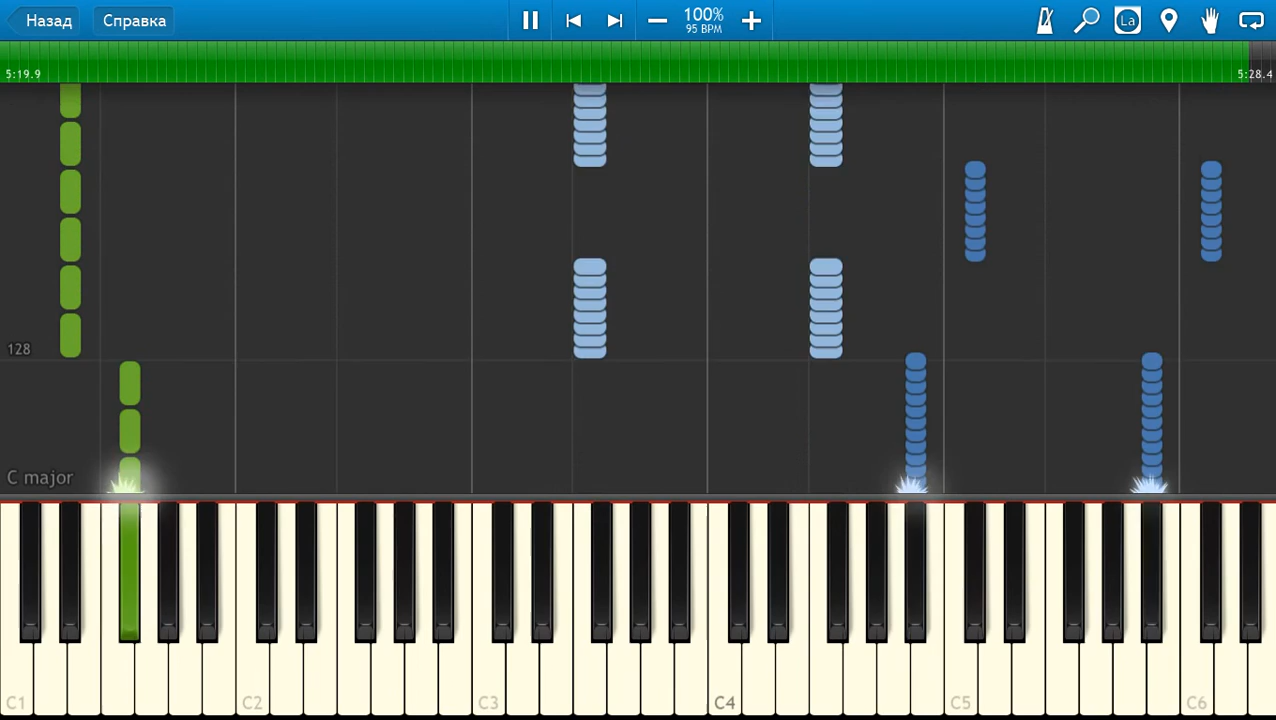 Назад
Справка
100%
95 BPM
La
5:19.9
5:28.4
128
C major
C1
C2
C3
C4
C5
C6